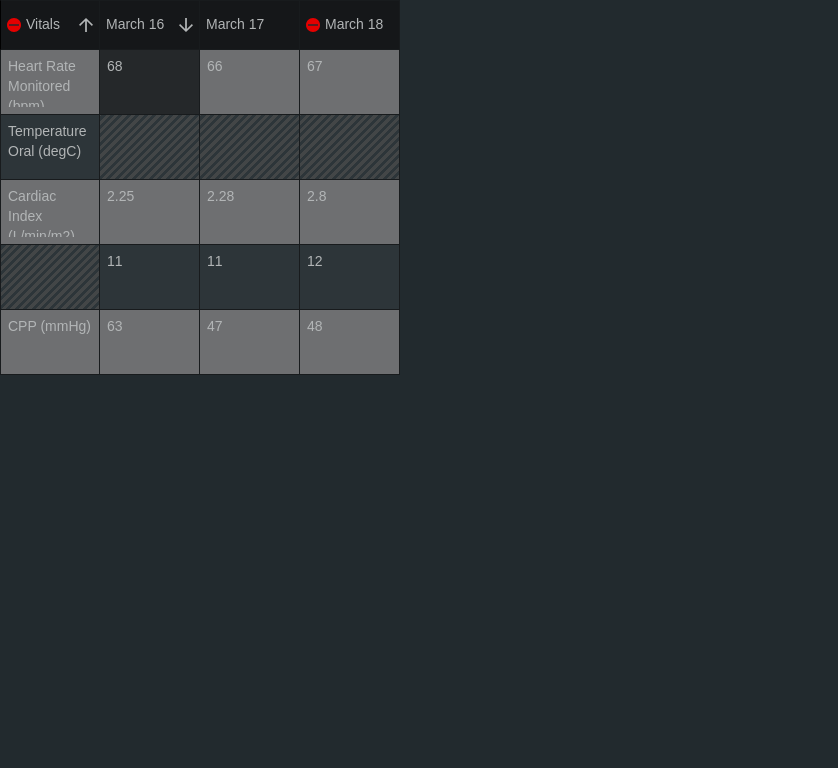 Vitals March 16 March 17 March 18
Heart Rate 68 66 67
Monitored
(bpm)
Temperature
Oral (degC)
Cardiac 2.25 2.28 2.8
Index
(L/min/m2)
11 11 12
CPP (mmHg) 63 47 48